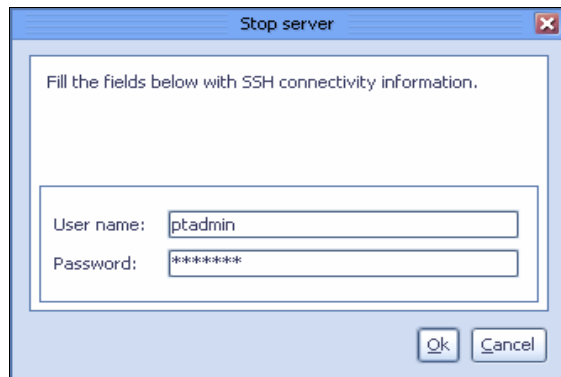 Stop server
Fill the fields below with SSH connectivity information.
User name: ptadmin
Password: *******
Ok Cancel